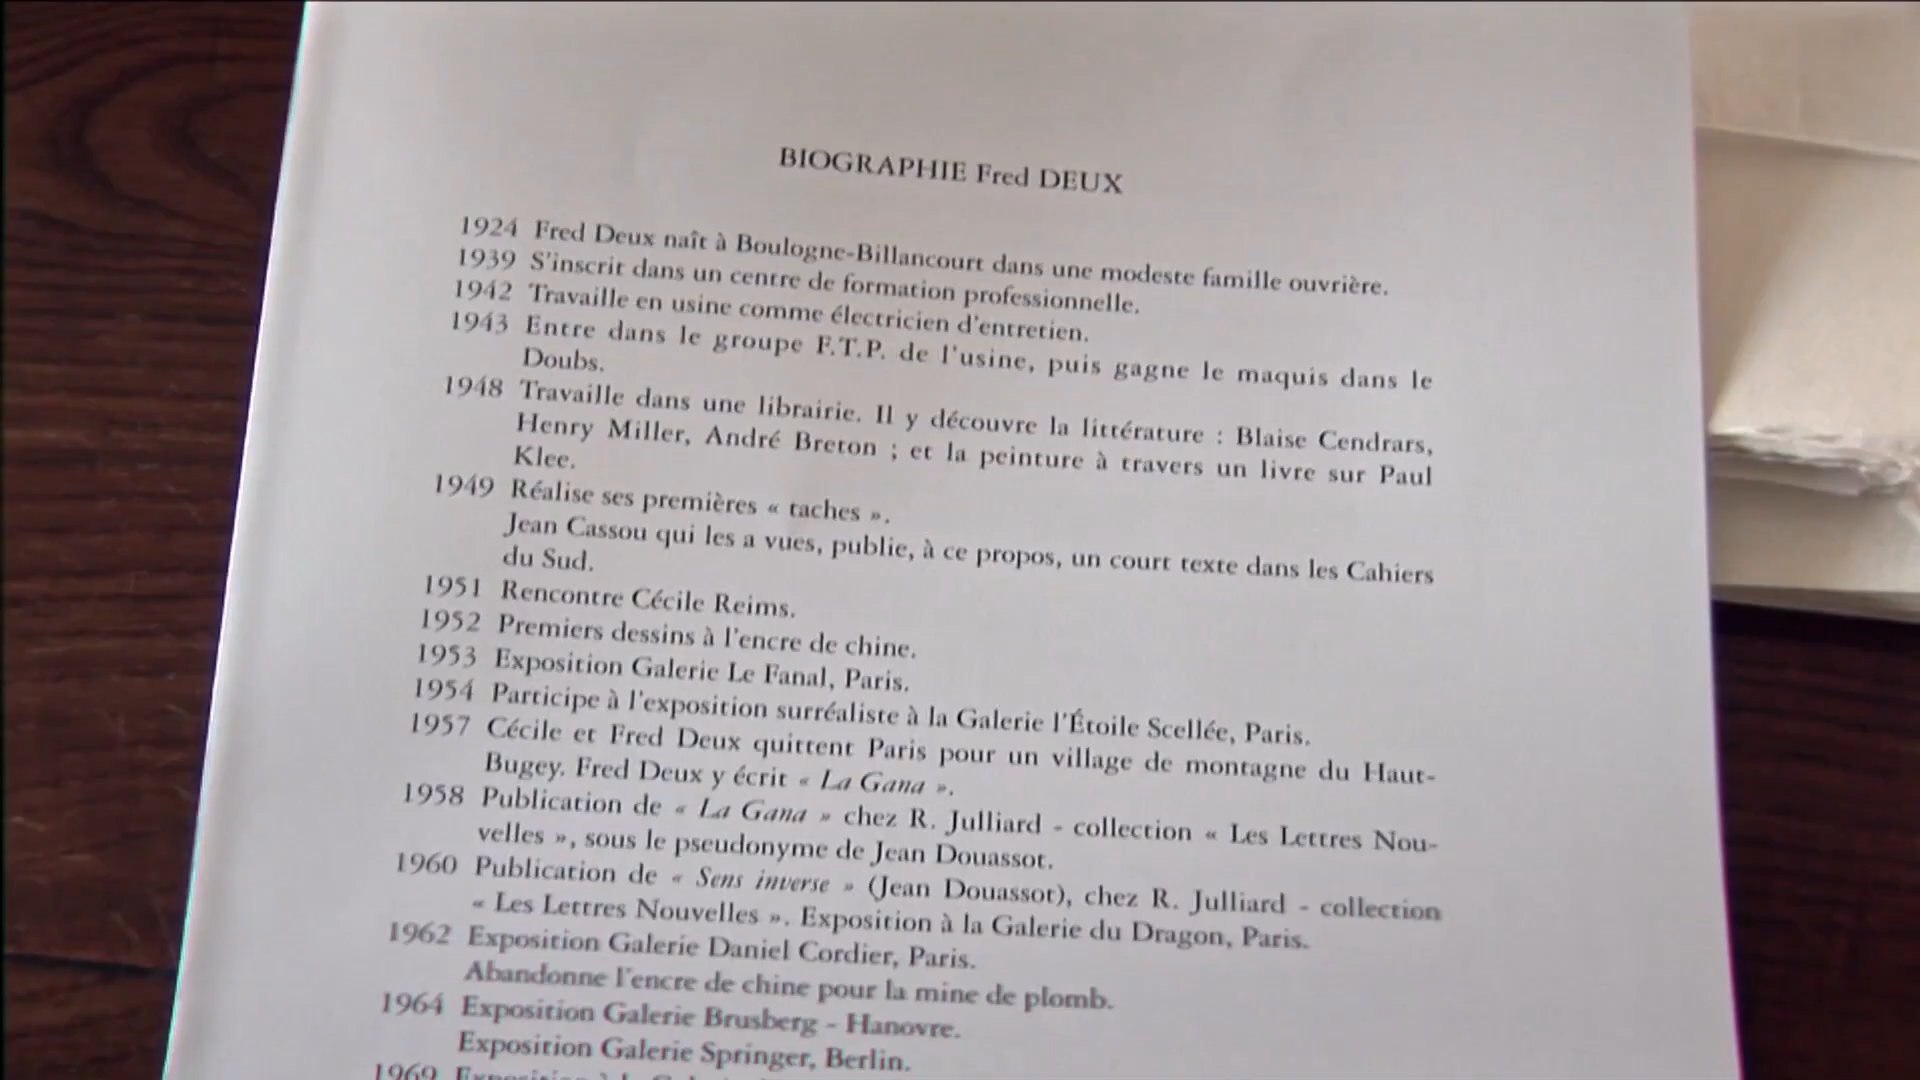 BIOGRAPHIE Fred DEUX
1924 Fred Deux naît à Boulogne-Billancourt dans une modeste famille ouvrière.
1939 S'inscrit dans un centre de formation professionnelle.
1942 Travaille en usine comme électricien d'entretien.
1943 Entre dans le groupe F.T.P. de l'usine, puis gagne le maquis dans le
Doubs.
1948 Travaille dans une librairie. Il y découvre la littérature : Blaise Cendrars,
Henry Miller, André Breton ; et la peinture à travers un livre sur Paul
Klee.
1949 Réalise ses premières « taches ».
Jean Cassou qui les a vues, publie, à ce propos, un court texte dans les Cahiers
du Sud.
1951 Rencontre Cécile Reims.
1952 Premiers dessins à l'encre de chine.
1953 Exposition Galerie Le Fanal, Paris.
1954 Participe à l'exposition surréaliste à la Galerie l'Étoile Scellée, Paris.
1957 Cécile et Fred Deux quittent Paris pour un village de montagne du Haut-
Bugey. Fred Deux y écrit « La Gana ».
1958 Publication de « La Gana » chez R. Julliard - collection « Les Lettres Nou-
velles », sous le pseudonyme de Jean Douassot.
1960 Publication de « Sens inverse » (Jean Douassot), chez R. Julliard - collection
« Les Lettres Nouvelles ». Exposition à la Galerie du Dragon, Paris.
1962 Exposition Galerie Daniel Cordier, Paris.
Abandonne l'encre de chine pour la mine de plomb.
1964 Exposition Galerie Brusberg - Hanovre.
Exposition Galerie Springer, Berlin.
1969 Exposition à la